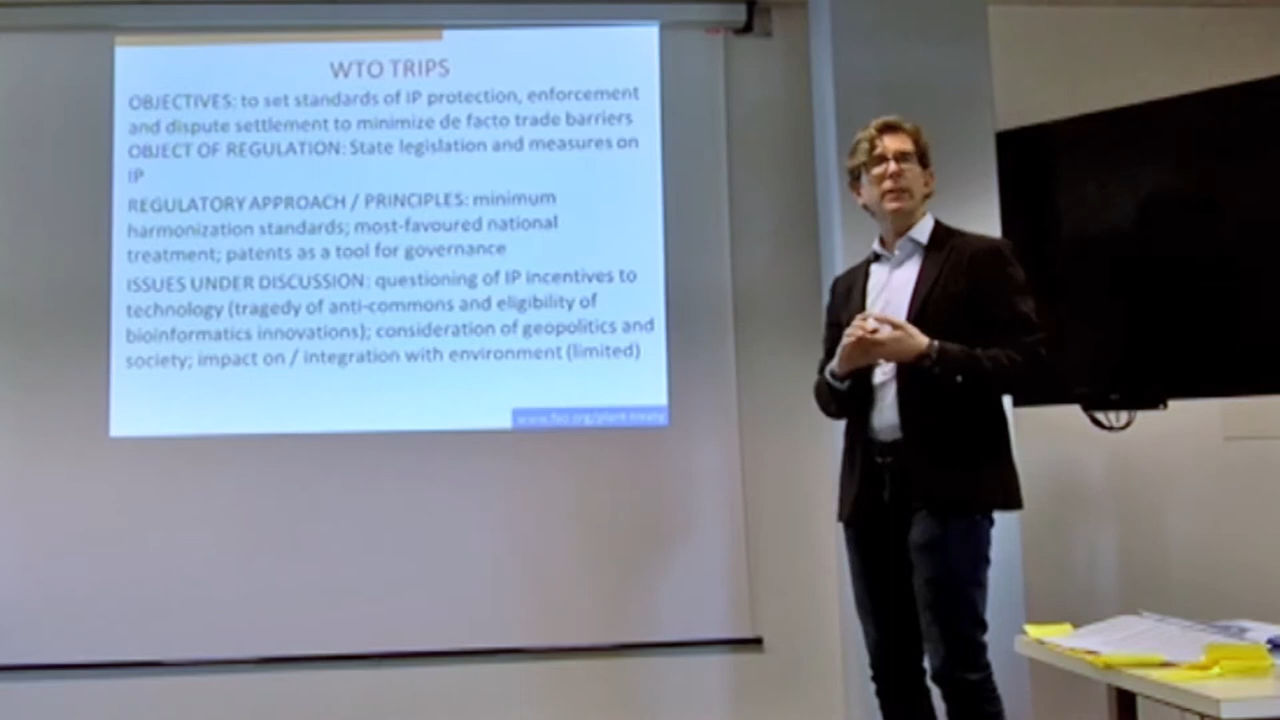 WTO TRIPS
OBJECTIVES: to set standards of IP protection, enforcement
and dispute settlement to minimize de facto trade barriers
OBJECT OF REGULATION: State legislation and measures on
IP
REGULATORY APPROACH / PRINCIPLES: minimum
harmonization standards; most-favoured national
treatment; patents as a tool for governance
ISSUES UNDER DISCUSSION: questioning of IP incentives to
technology (tragedy of anti-commons and eligibility of
bioinformatics innovations); consideration of geopolitics and
society; impact on / integration with environment (limited)
www.fao.org/plant-treaty